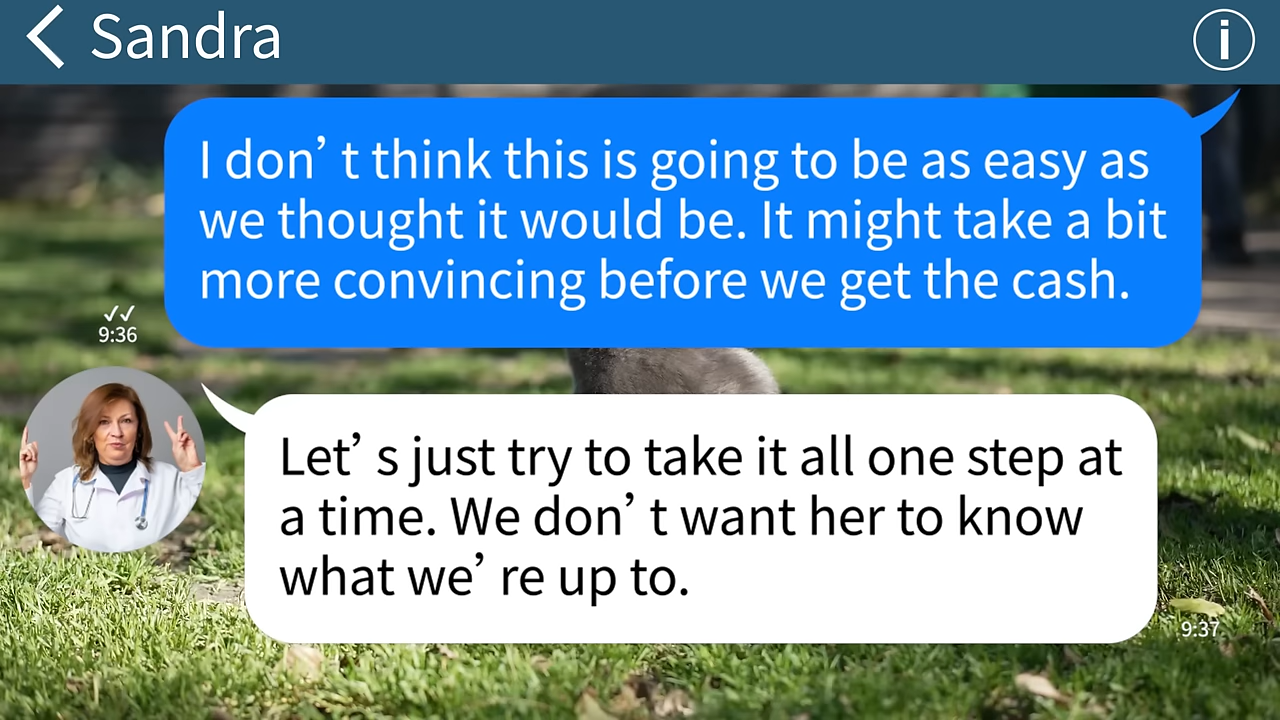 Sandra
I don’ t think this is going to be as easy as
we thought it would be. It might take a bit
more convincing before we get the cash.
9:36
Let’ s just try to take it all one step at
a time. We don’ t want her to know
what we’ re up to.
9:37